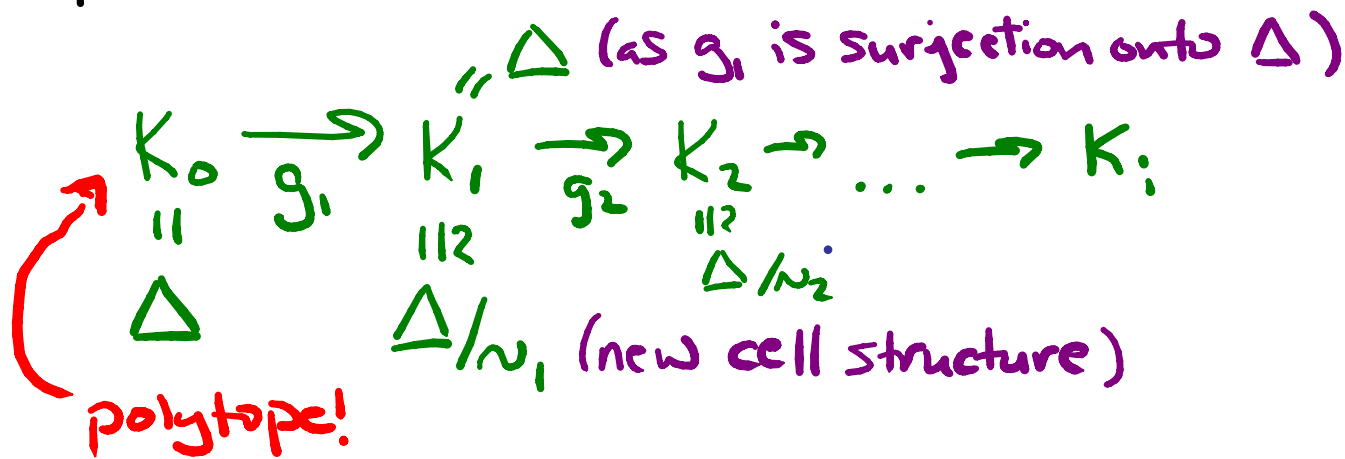 Δ (as g₁ is surjection onto Δ)
K₀ →g₁ K₁ →g₂ K₂ → ... → Kᵢ
= ≅ ≅
Δ Δ/~₁ (new cell structure) Δ/~₂
polytope!